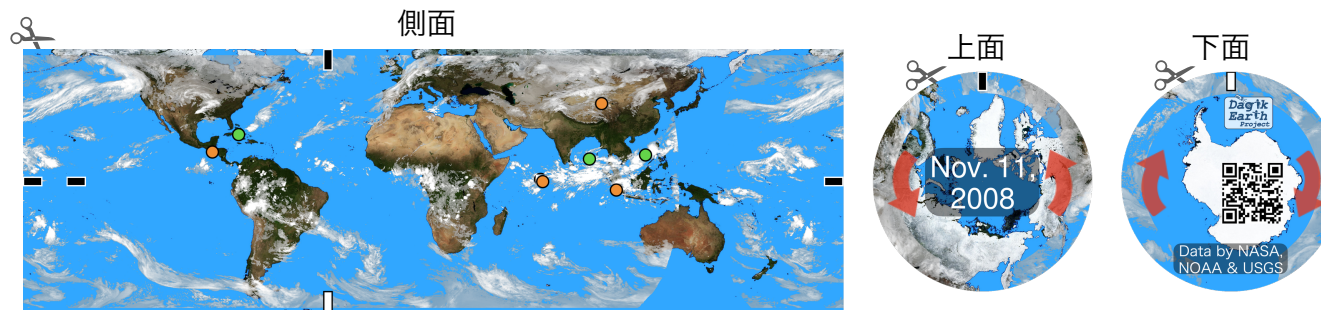 側面
上面
下面
Nov. 11,
2008
Dagik
Earth
Project
Data by NASA,
NOAA & USGS